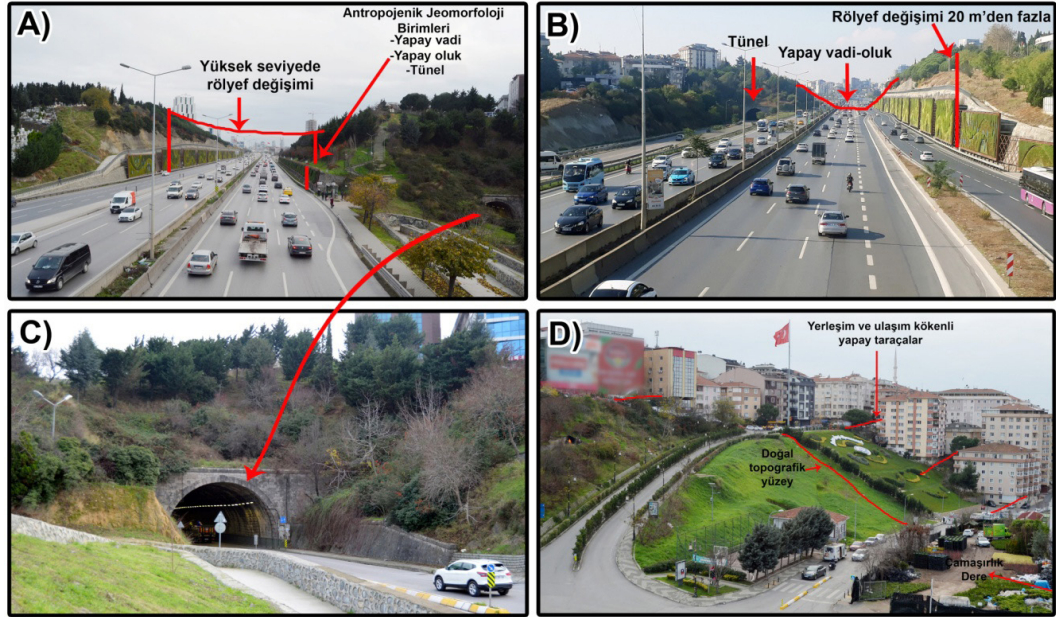 A)
Antropojenik Jeomorfoloji
Birimleri
-Yapay vadi
-Yapay oluk
-Tünel
Yüksek seviyede
rölyef değişimi
B)
Rölyef değişimi 20 m'den fazla
Tünel
Yapay vadi-oluk
C)
D)
Yerleşim ve ulaşım kökenli
yapay taraçalar
Doğal
topografik
yüzey
Çamaşırlık
Dere